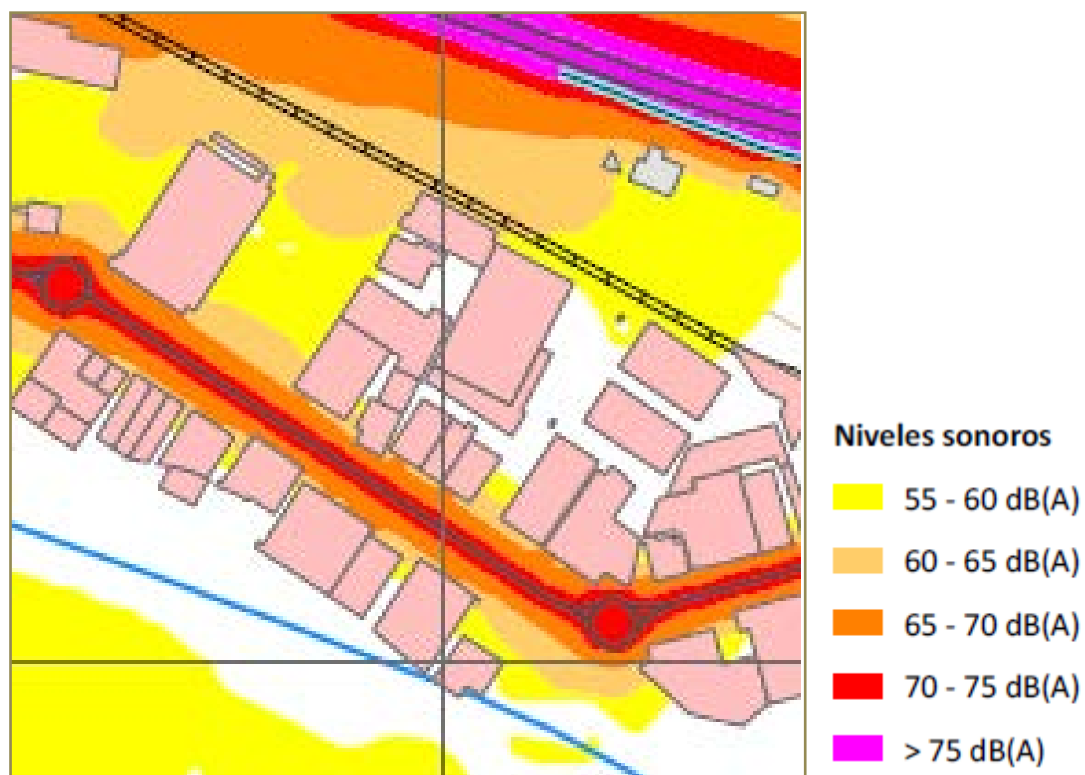 Niveles sonoros
55 - 60 dB(A)
60 - 65 dB(A)
65 - 70 dB(A)
70 - 75 dB(A)
> 75 dB(A)